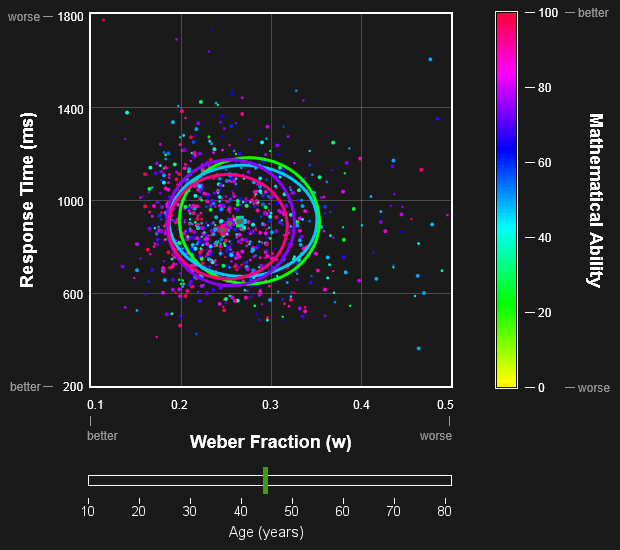 worse
1800
1400
1000
600
better
200
Response Time (ms)
0.1
0.2
0.3
0.4
0.5
better
worse
Weber Fraction (w)
10
20
30
40
50
60
70
80
Age (years)
100
better
80
60
40
20
0
worse
Mathematical Ability